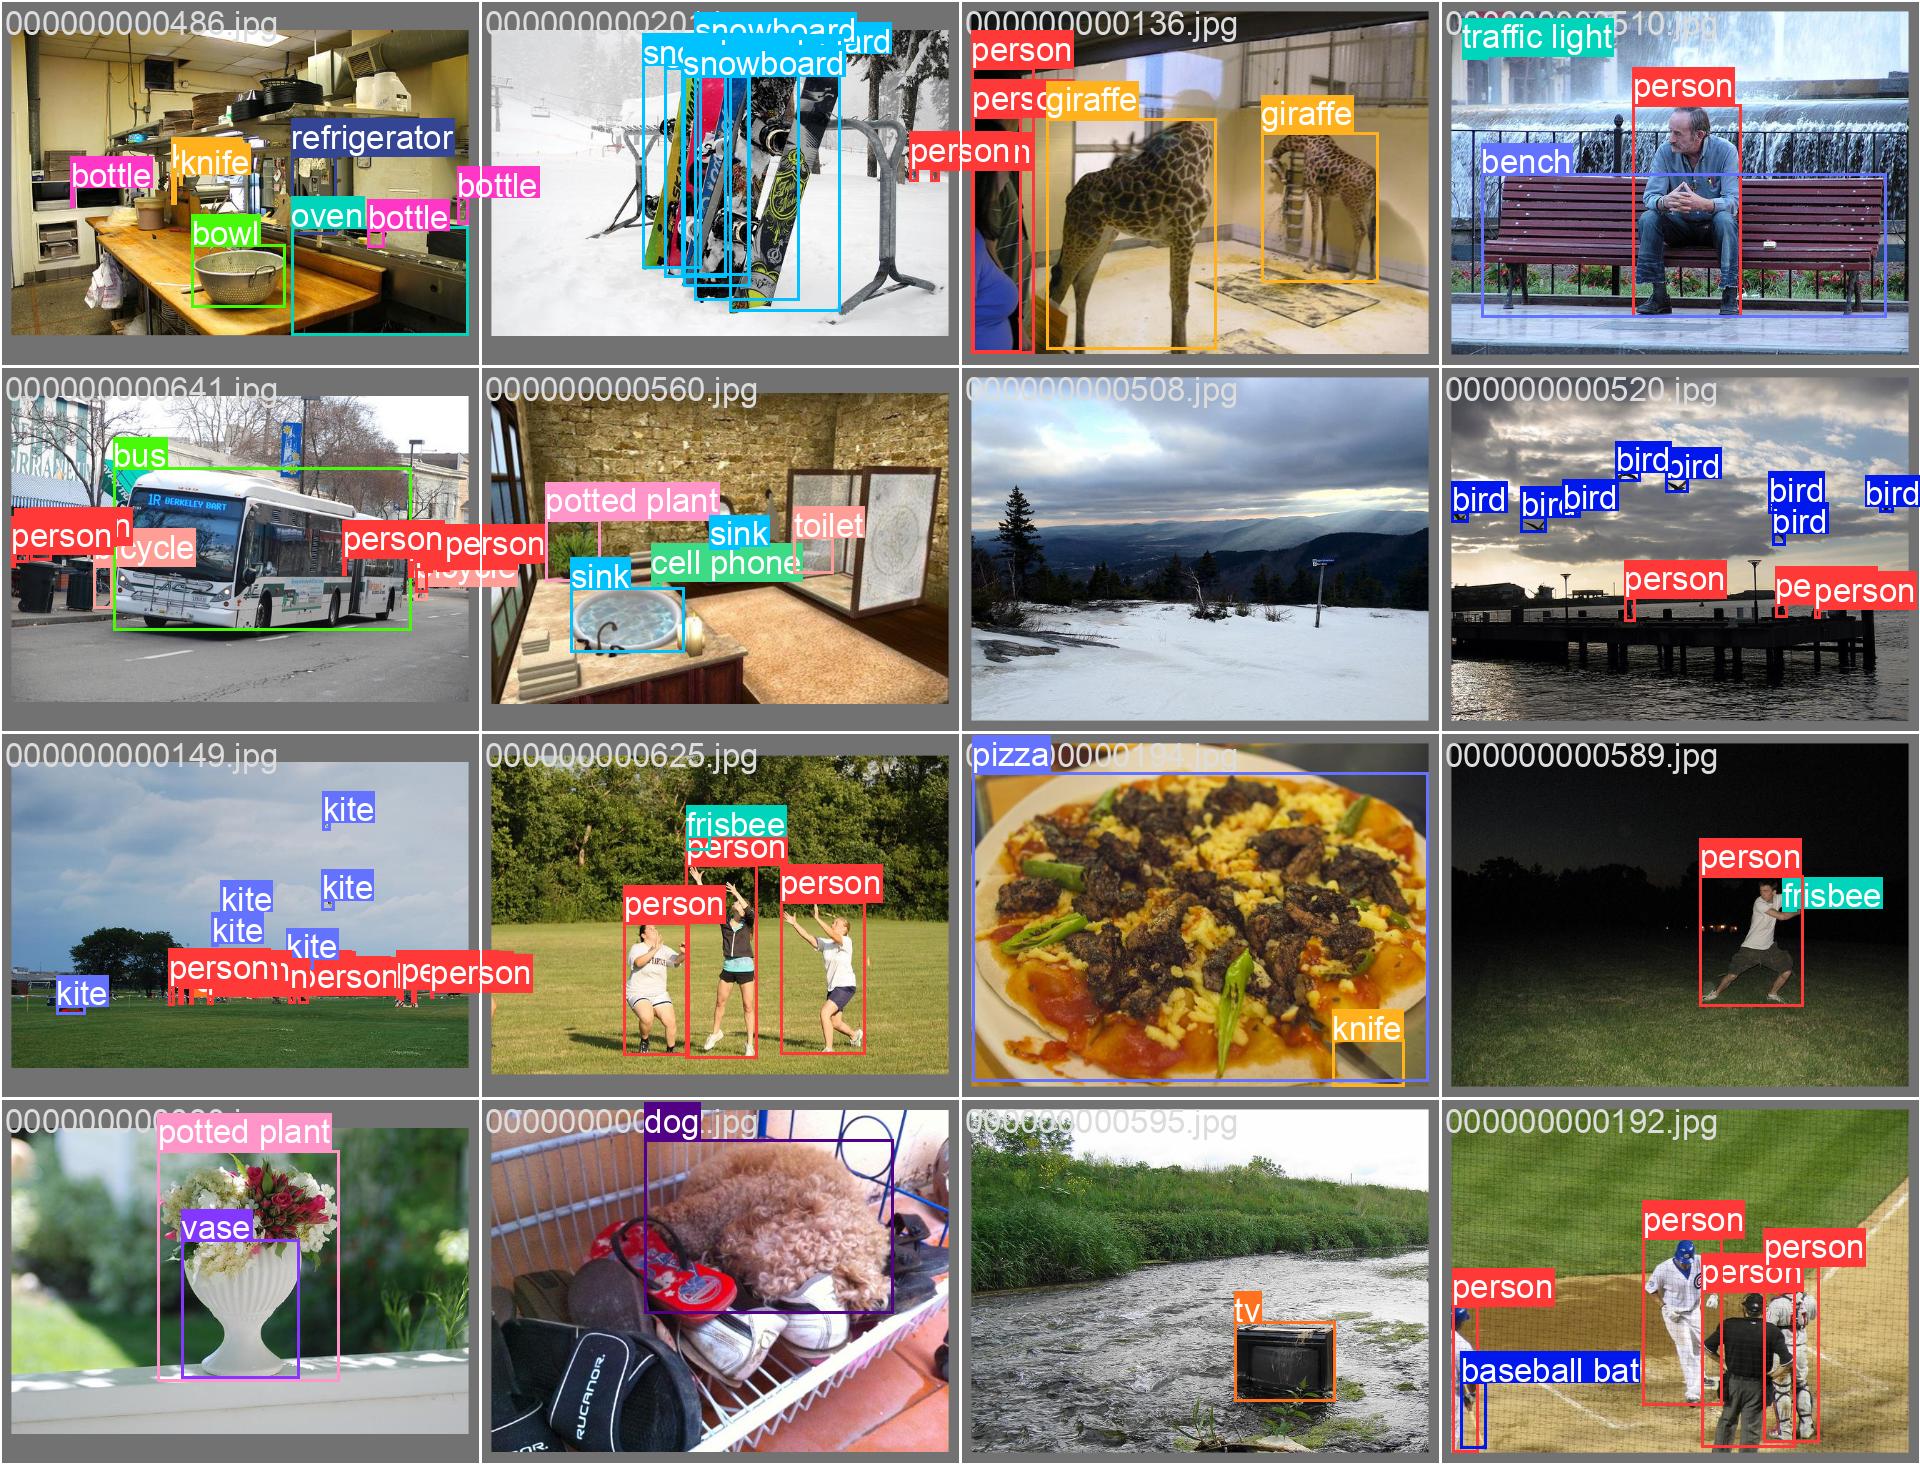 000000000486.jpg
snowboard
snowboard
000000000136.jpg
person
giraffe
giraffe
traffic light
person
bench
refrigerator
knife
bottle
bottle
oven
bottle
bowl
person
000000000641.jpg
bus
1R BERKELEY BART
person
person
person
000000000560.jpg
potted plant
sink
toilet
cell phone
sink
000000000508.jpg
000000000520.jpg
bird
bird
bird
bird
bird
bird
bird
person
person
000000000149.jpg
kite
kite
kite
kite
kite
kite
person
person
person
000000000625.jpg
frisbee
person
person
person
pizza
knife
000000000589.jpg
person
frisbee
potted plant
vase
dog
.jpg
RUCANOR.
000000000595.jpg
tv
000000000192.jpg
person
person
person
person
baseball bat